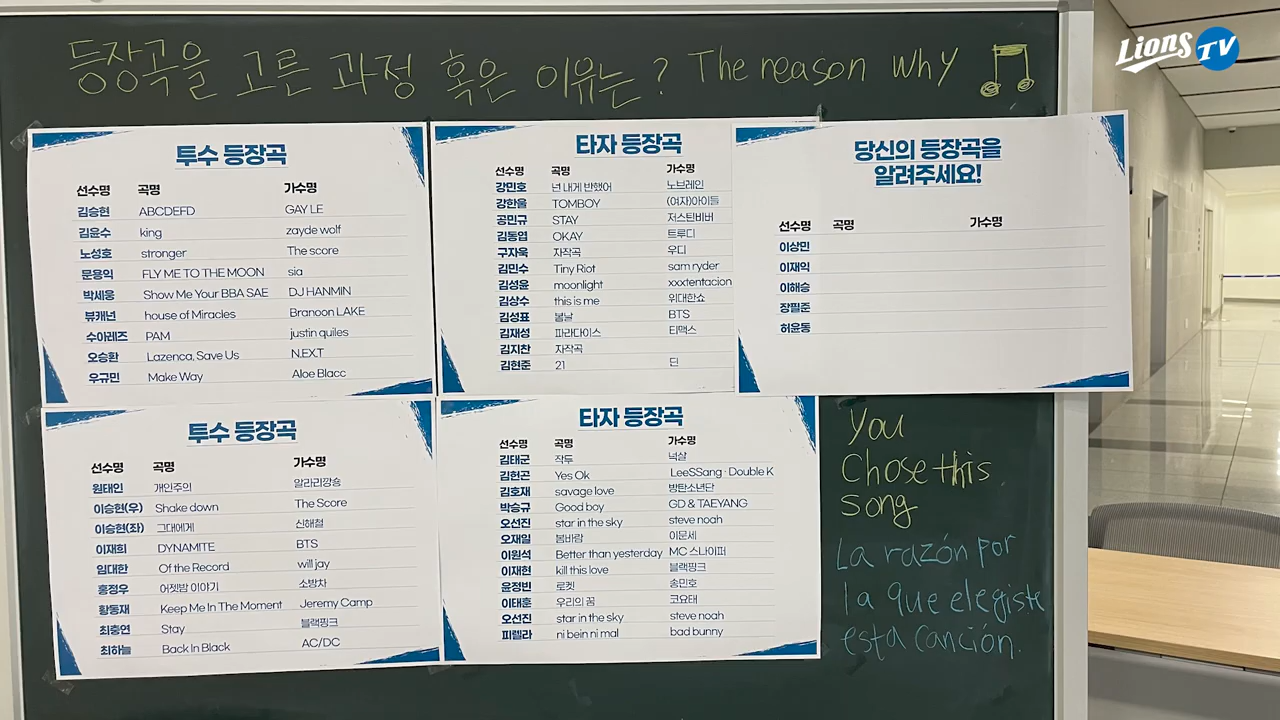 등장곡을 고른 과정 혹은 이유는? The reason why
Lions TV
투수 등장곡
선수명 곡명 가수명
김승현 ABCDEFD GAY LE
김윤수 king zayde wolf
노성호 stronger The score
문용익 FLY ME TO THE MOON sia
박세웅 Show Me Your BBA SAE DJ HANMIN
뷰캐넌 house of Miracles Branoon LAKE
수아레즈 PAM justin quiles
오승환 Lazenca, Save Us N.EX.T
우규민 Make Way Aloe Blacc
타자 등장곡
선수명 곡명 가수명
강민호 넌 내게 반했어 노브레인
강한울 TOMBOY (여자)아이들
공민규 STAY 저스틴비버
김동엽 OKAY 트루디
구자욱 자작곡 우디
김민수 Tiny Riot sam ryder
김성윤 moonlight xxxtentacion
김상수 this is me 위대한쇼
김성표 봄날 BTS
김재성 파라다이스 티맥스
김지찬 자작곡
김현준 21 딘
당신의 등장곡을
알려주세요!
선수명 곡명 가수명
이상민
이재익
이해승
장필준
허윤동
투수 등장곡
선수명 곡명 가수명
원태인 개인주의 알라리깡숑
이승현(우) Shake down The Score
이승현(좌) 그대에게 신해철
이재희 DYNAMITE BTS
임대한 Of the Record will jay
홍정우 어젯밤 이야기 소방차
황동재 Keep Me In The Moment Jeremy Camp
최충연 Stay 블랙핑크
최하늘 Back In Black AC/DC
타자 등장곡
선수명 곡명 가수명
김태군 작두 넉살
김헌곤 Yes Ok LeeSSang · Double K
김호재 savage love 방탄소년단
박승규 Good boy GD & TAEYANG
오선진 star in the sky steve noah
오재일 봄바람 이문세
이원석 Better than yesterday MC 스나이퍼
이재현 kill this love 블랙핑크
윤정빈 로켓 송민호
이태훈 우리의 꿈 코요태
오선진 star in the sky steve noah
피렐라 ni bein ni mal bad bunny
You
Chose this
song
La razón por
la que elegiste
esta canción.